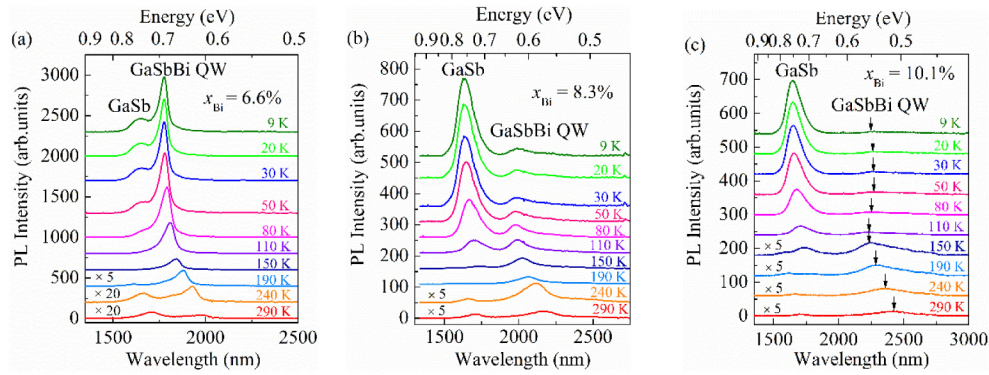 Energy (eV)
0.9 0.8 0.7 0.6 0.5
(a)
GaSbBi QW
GaSb
xBi = 6.6%
9 K
20 K
30 K
50 K
80 K
110 K
150 K
× 5 190 K
× 20 240 K
× 20 290 K
3000
2500
2000
1500
1000
500
0
PL Intensity (arb.units)
1500 2000 2500
Wavelength (nm)
Energy (eV)
0.9 0.8 0.7 0.6 0.5
(b)
GaSb
xBi = 8.3%
GaSbBi QW
9 K
20 K
30 K
50 K
80 K
110 K
150 K
190 K
× 5 240 K
× 5 290 K
800
700
600
500
400
300
200
100
0
PL Intensity (arb.units)
1500 2000 2500
Wavelength (nm)
Energy (eV)
0.9 0.8 0.7 0.6 0.5
(c)
GaSb
xBi = 10.1%
GaSbBi QW
9 K
20 K
30 K
50 K
80 K
110 K
150 K
× 5 190 K
× 5 240 K
× 5 290 K
700
600
500
400
300
200
100
0
PL Intensity (arb.units)
1500 2000 2500 3000
Wavelength (nm)